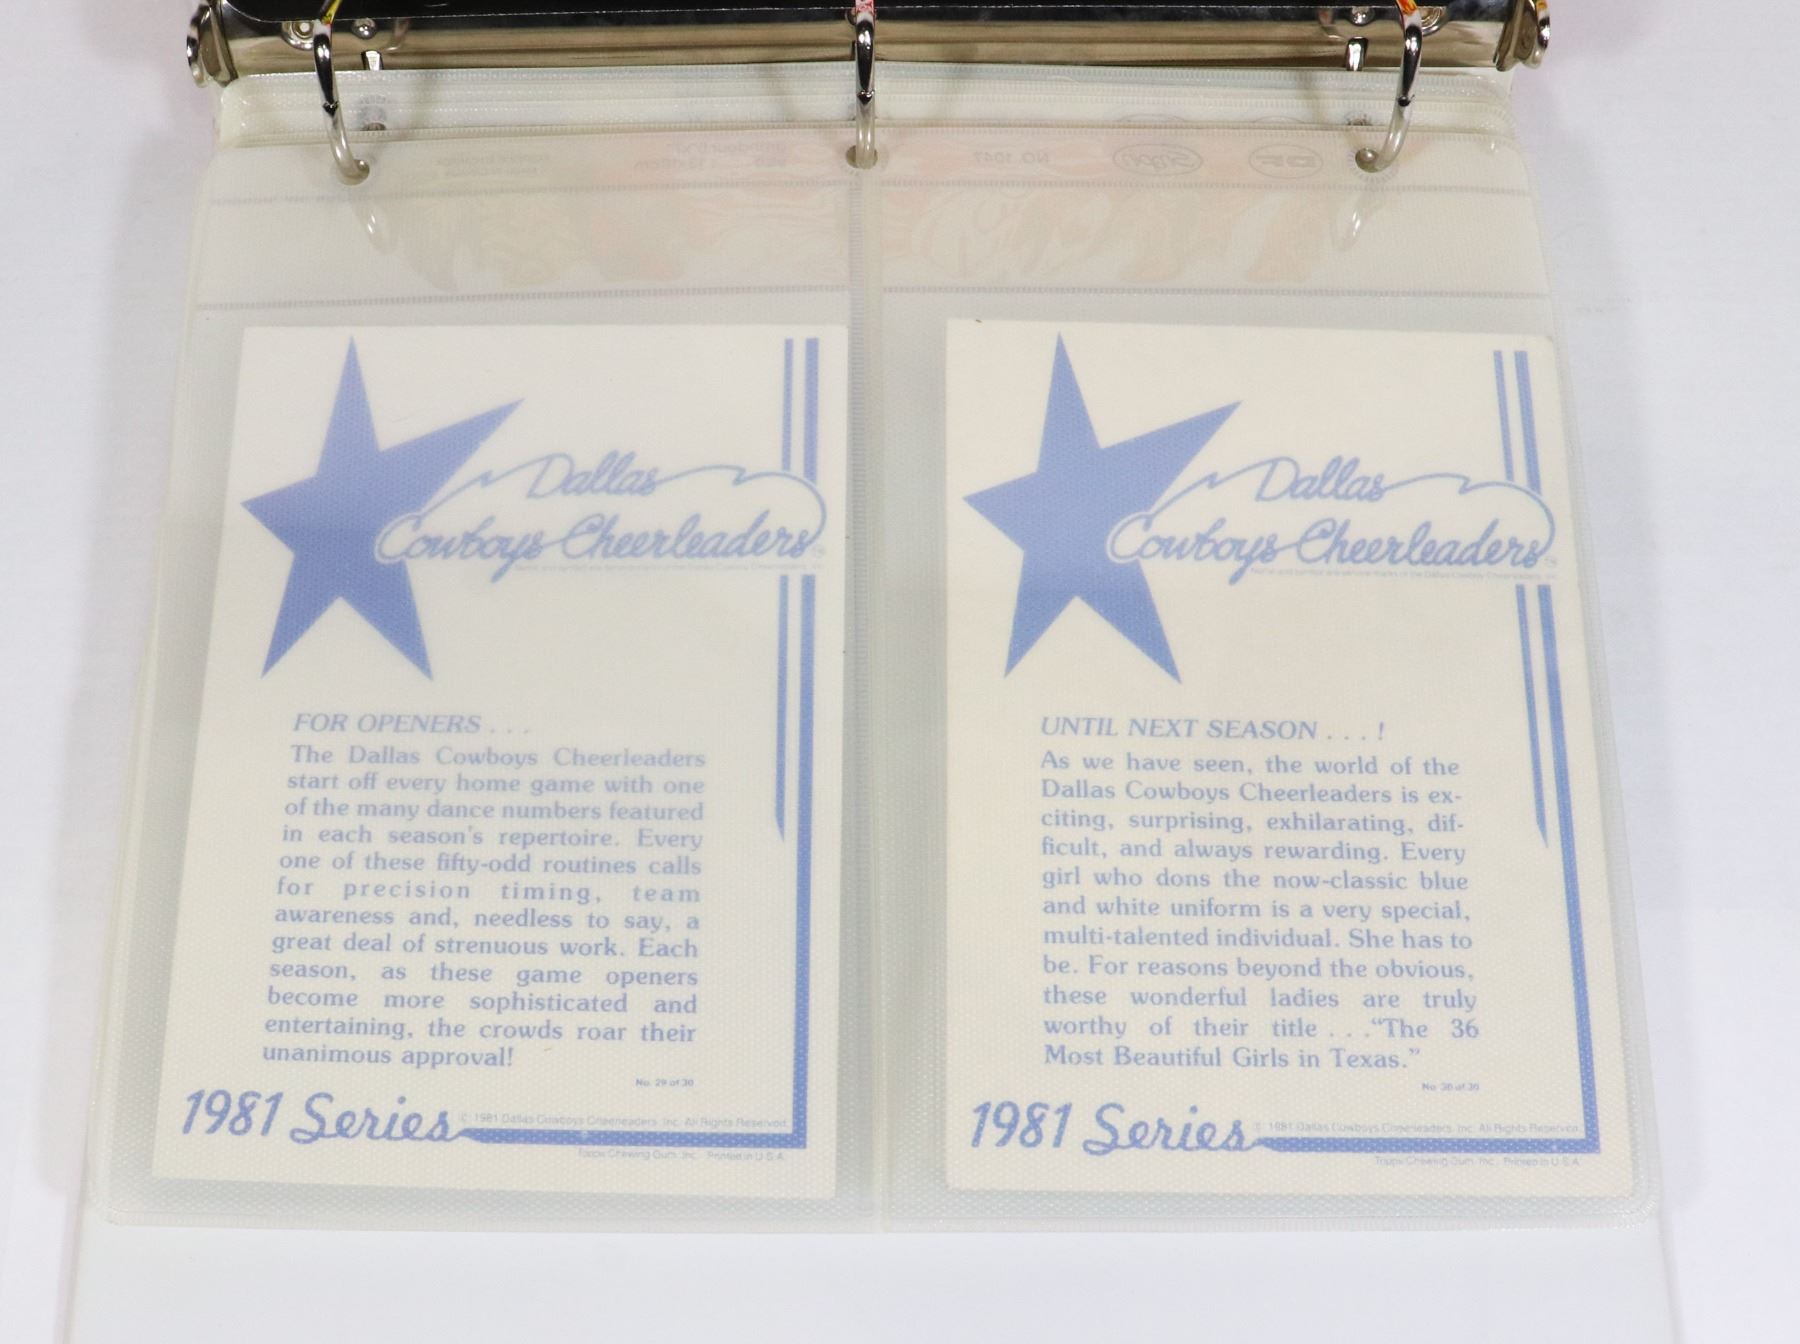 NO. 1047
Dallas
Cowboys Cheerleaders
FOR OPENERS . . .
The Dallas Cowboys Cheerleaders
start off every home game with one
of the many dance numbers featured
in each season's repertoire. Every
one of these fifty-odd routines calls
for precision timing, team
awareness and, needless to say, a
great deal of strenuous work. Each
season, as these game openers
become more sophisticated and
entertaining, the crowds roar their
unanimous approval!
No. 29 of 30
1981 Series
© 1981 Dallas Cowboys Cheerleaders, Inc. All Rights Reserved.
Topps Chewing Gum, Inc. Printed in U.S.A.
Dallas
Cowboys Cheerleaders
UNTIL NEXT SEASON . . . !
As we have seen, the world of the
Dallas Cowboys Cheerleaders is ex-
citing, surprising, exhilarating, dif-
ficult, and always rewarding. Every
girl who dons the now-classic blue
and white uniform is a very special,
multi-talented individual. She has to
be. For reasons beyond the obvious,
these wonderful ladies are truly
worthy of their title . . ."The 36
Most Beautiful Girls in Texas."
No. 30 of 30
1981 Series
© 1981 Dallas Cowboys Cheerleaders, Inc. All Rights Reserved.
Topps Chewing Gum, Inc. Printed in U.S.A.